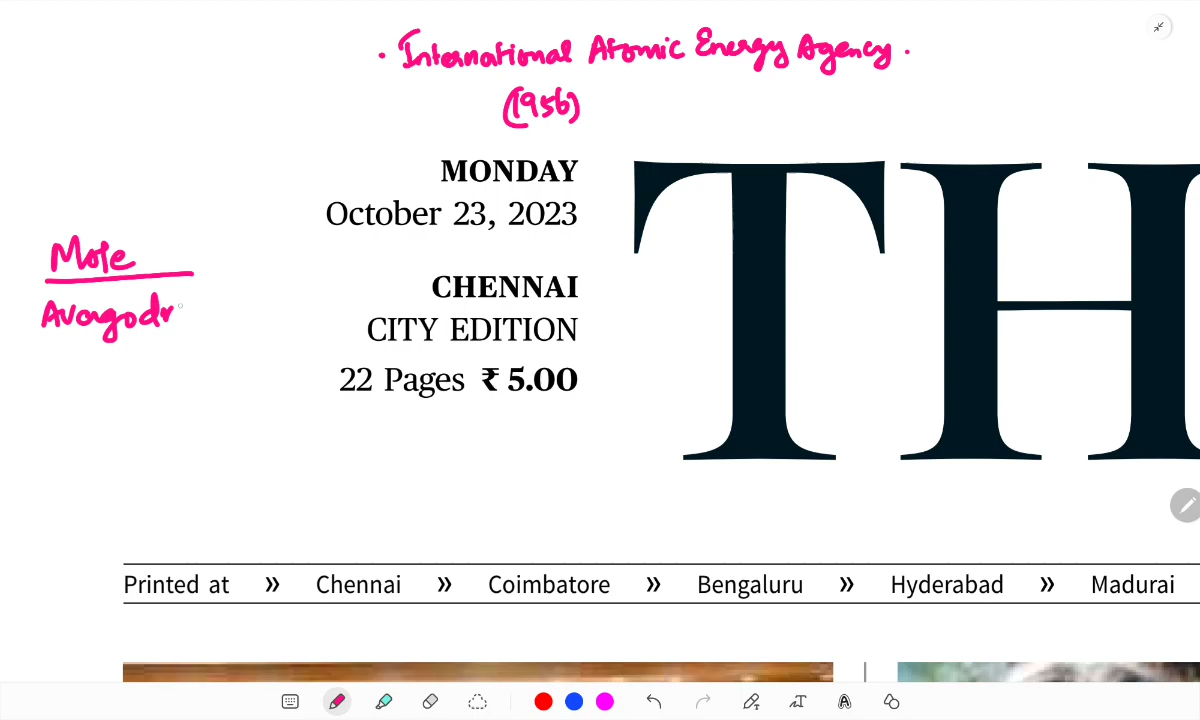 · International Atomic Energy Agency ·
(1956)
MONDAY
October 23, 2023
Mole
Avogodr
CHENNAI
CITY EDITION
22 Pages ₹ 5.00
TH
Printed at » Chennai » Coimbatore » Bengaluru » Hyderabad » Madurai